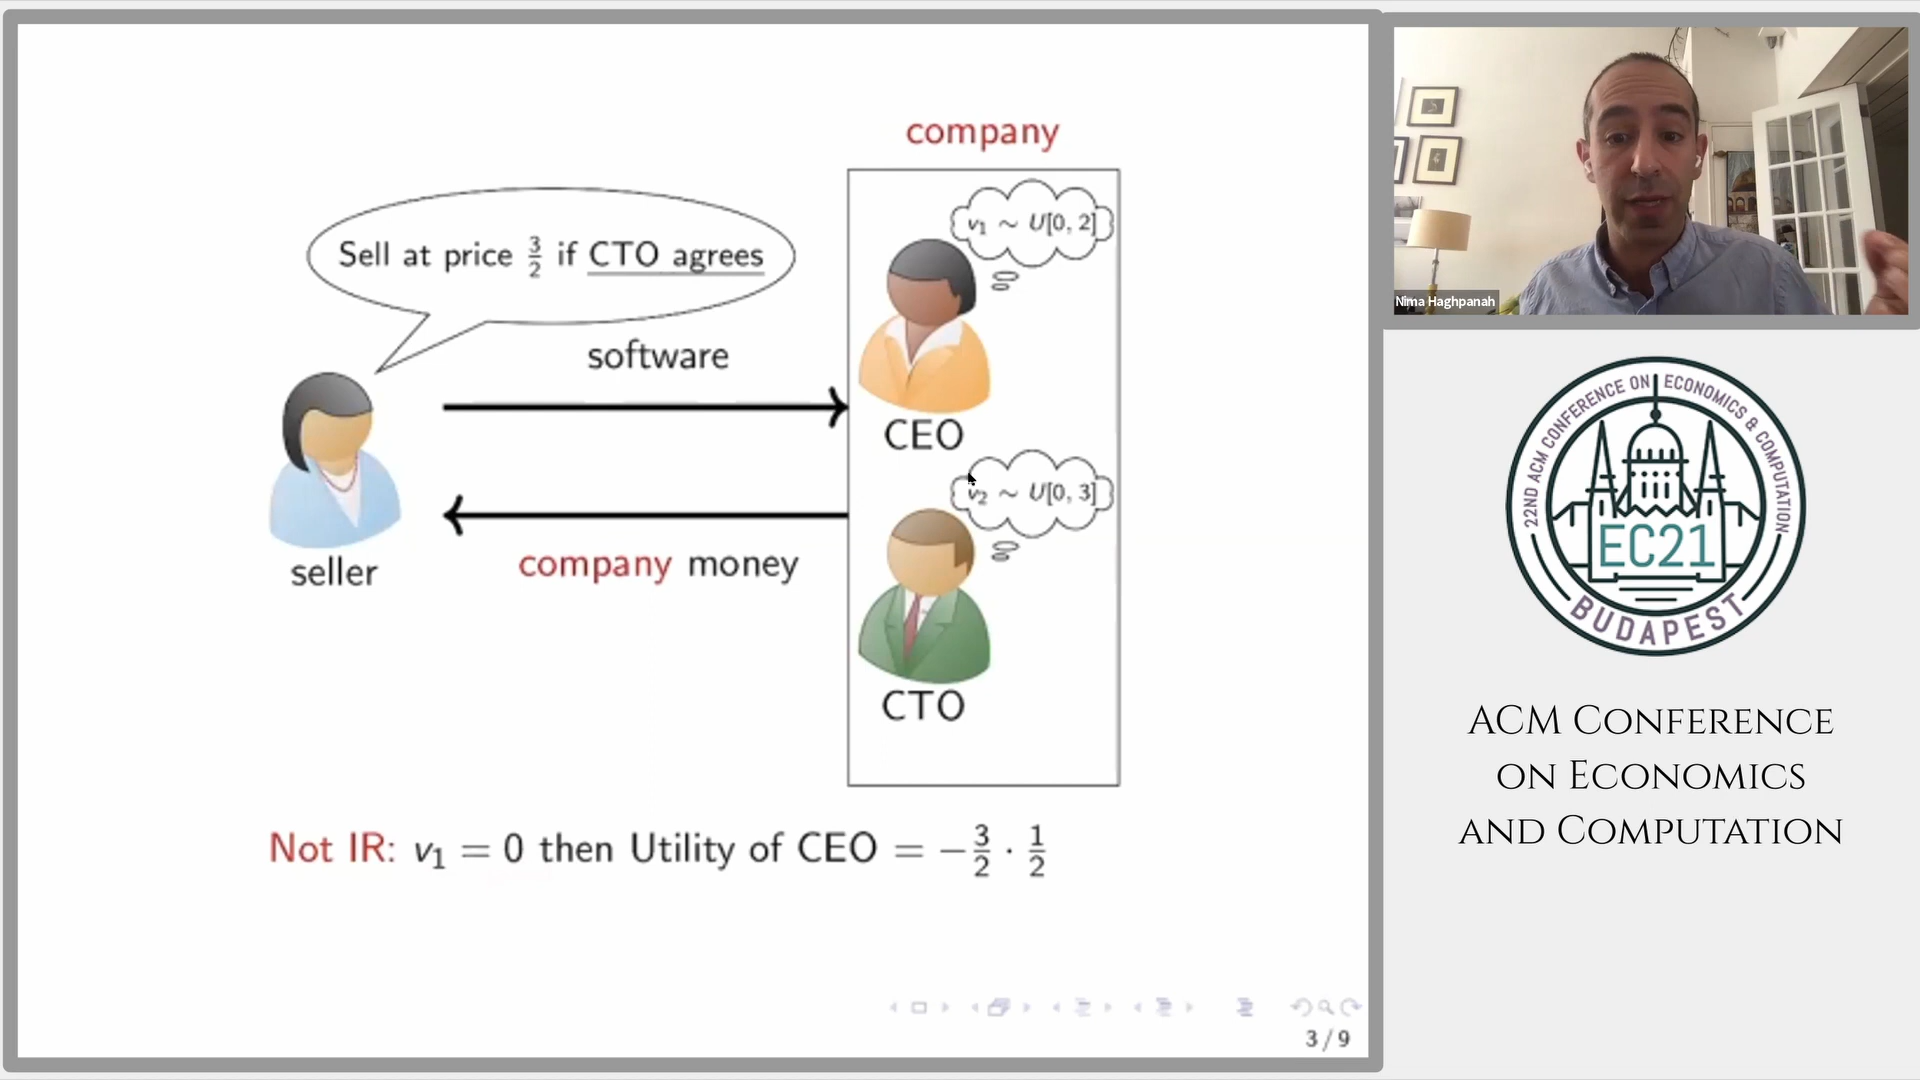 company
v₁ ∼ U[0, 2]
Sell at price 3/2 if CTO agrees
software
CEO
v₂ ∼ U[0, 3]
company money
seller
CTO
Not IR: v₁ = 0 then Utility of CEO = −3/2 · 1/2
3 / 9
Nima Haghpanah
22ND ACM CONFERENCE ON ECONOMICS & COMPUTATION
EC21
BUDAPEST
ACM Conference
on Economics
and Computation